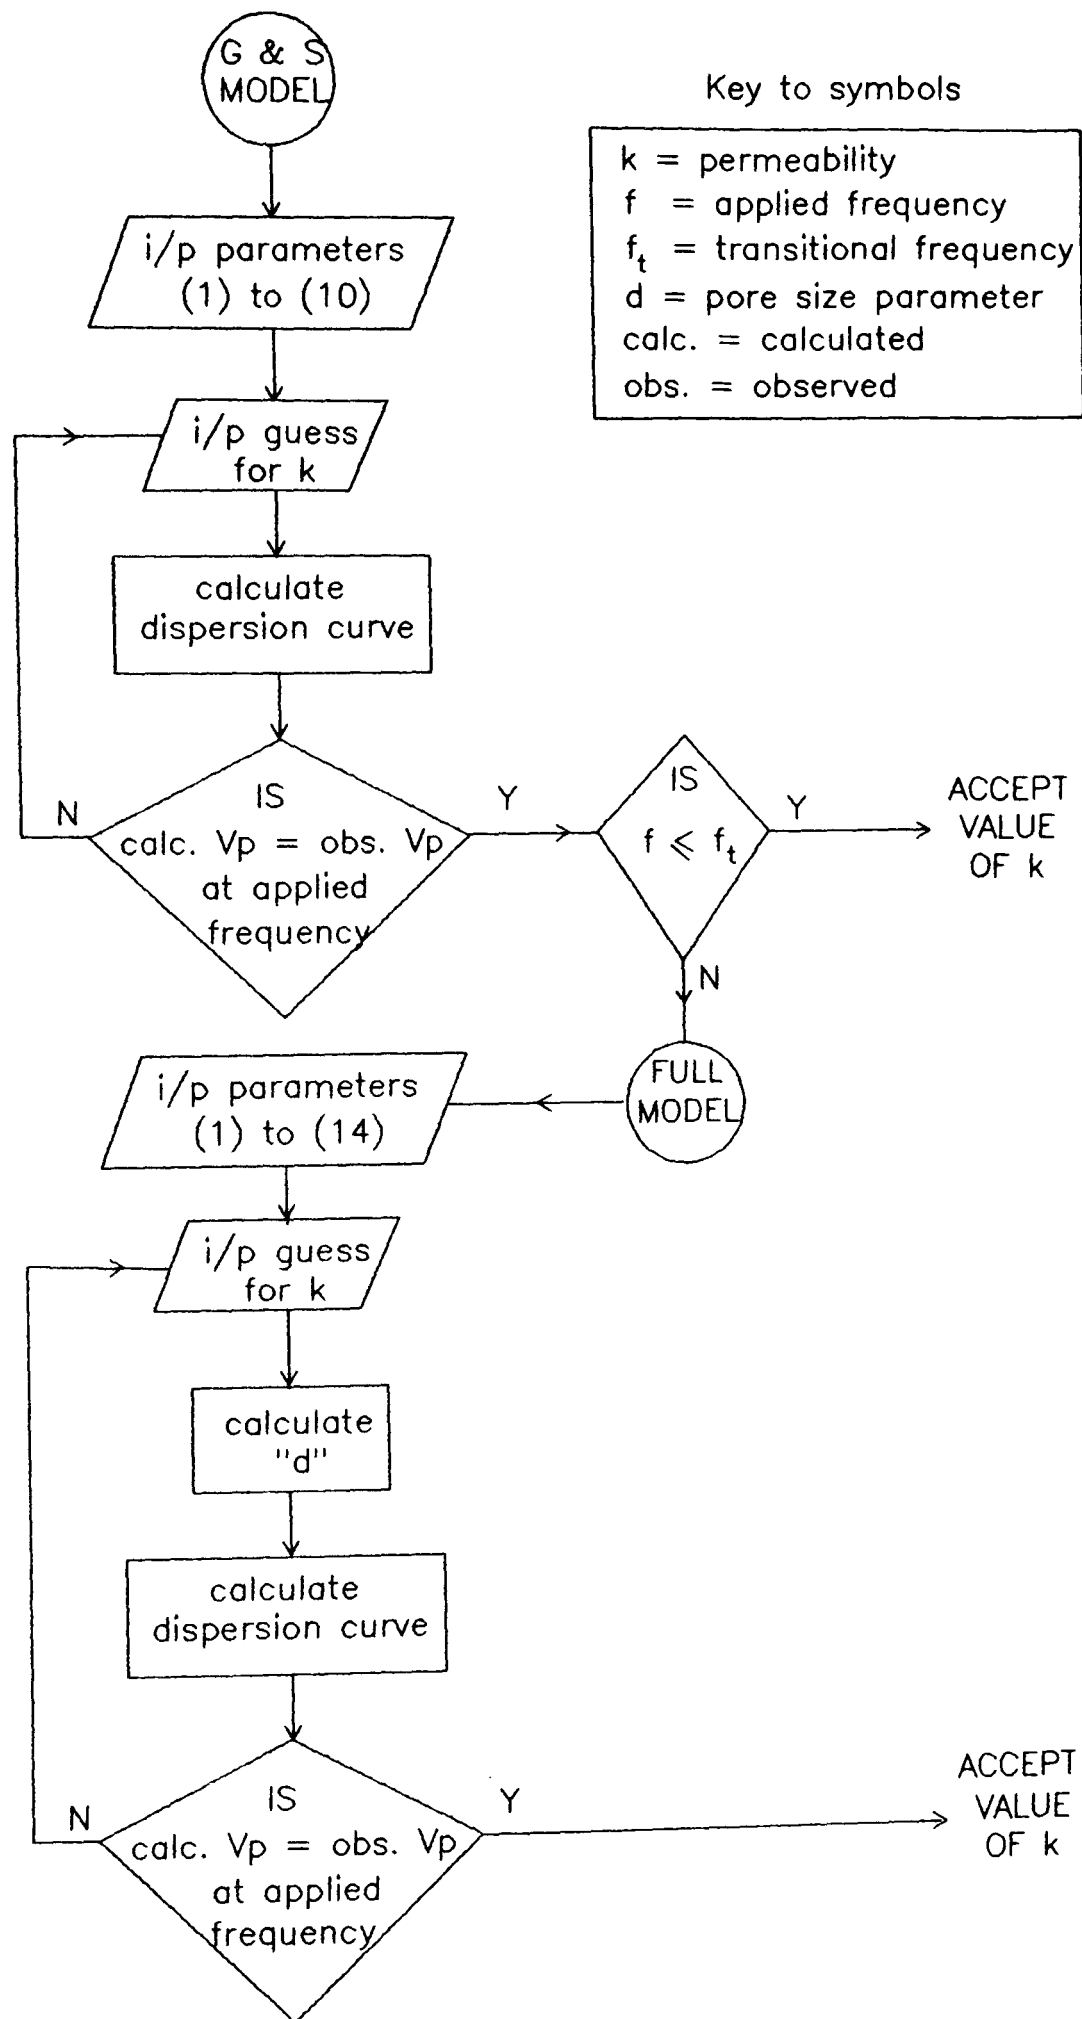 G & S
MODEL
Key to symbols
k = permeability
f = applied frequency
f_t = transitional frequency
d = pore size parameter
calc. = calculated
obs. = observed
i/p parameters
(1) to (10)
i/p guess
for k
calculate
dispersion curve
IS
calc. Vp = obs. Vp
at applied
frequency
N
Y
IS
f ⩽ f_t
Y
ACCEPT
VALUE
OF k
N
FULL
MODEL
i/p parameters
(1) to (14)
i/p guess
for k
calculate
"d"
calculate
dispersion curve
IS
calc. Vp = obs. Vp
at applied
frequency
N
Y
ACCEPT
VALUE
OF k